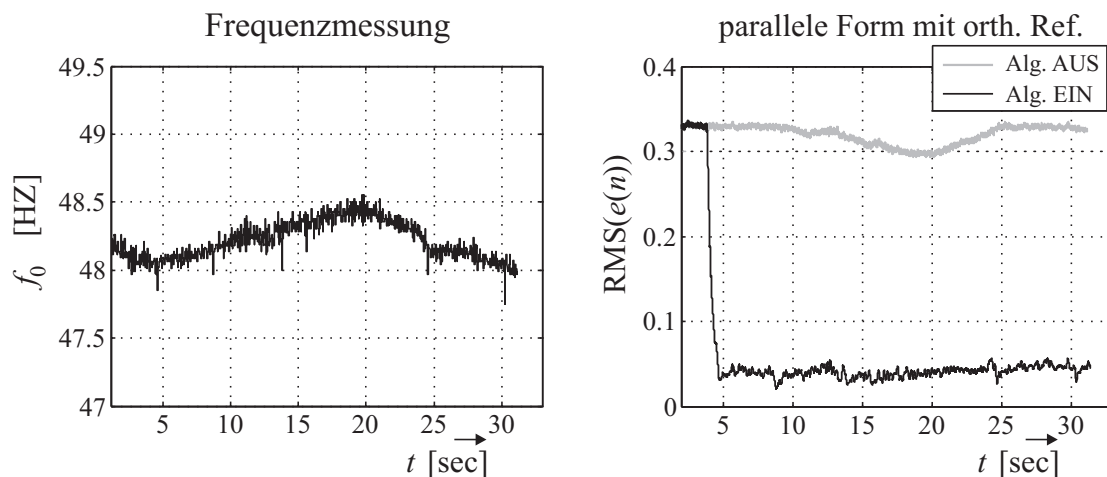 Frequenzmessung
49.5
49
48.5
48
47.5
47
f0 [HZ]
5 10 15 20 25 30
t [sec]
parallele Form mit orth. Ref.
Alg. AUS
Alg. EIN
0.4
0.3
0.2
0.1
0
RMS(e(n))
5 10 15 20 25 30
t [sec]